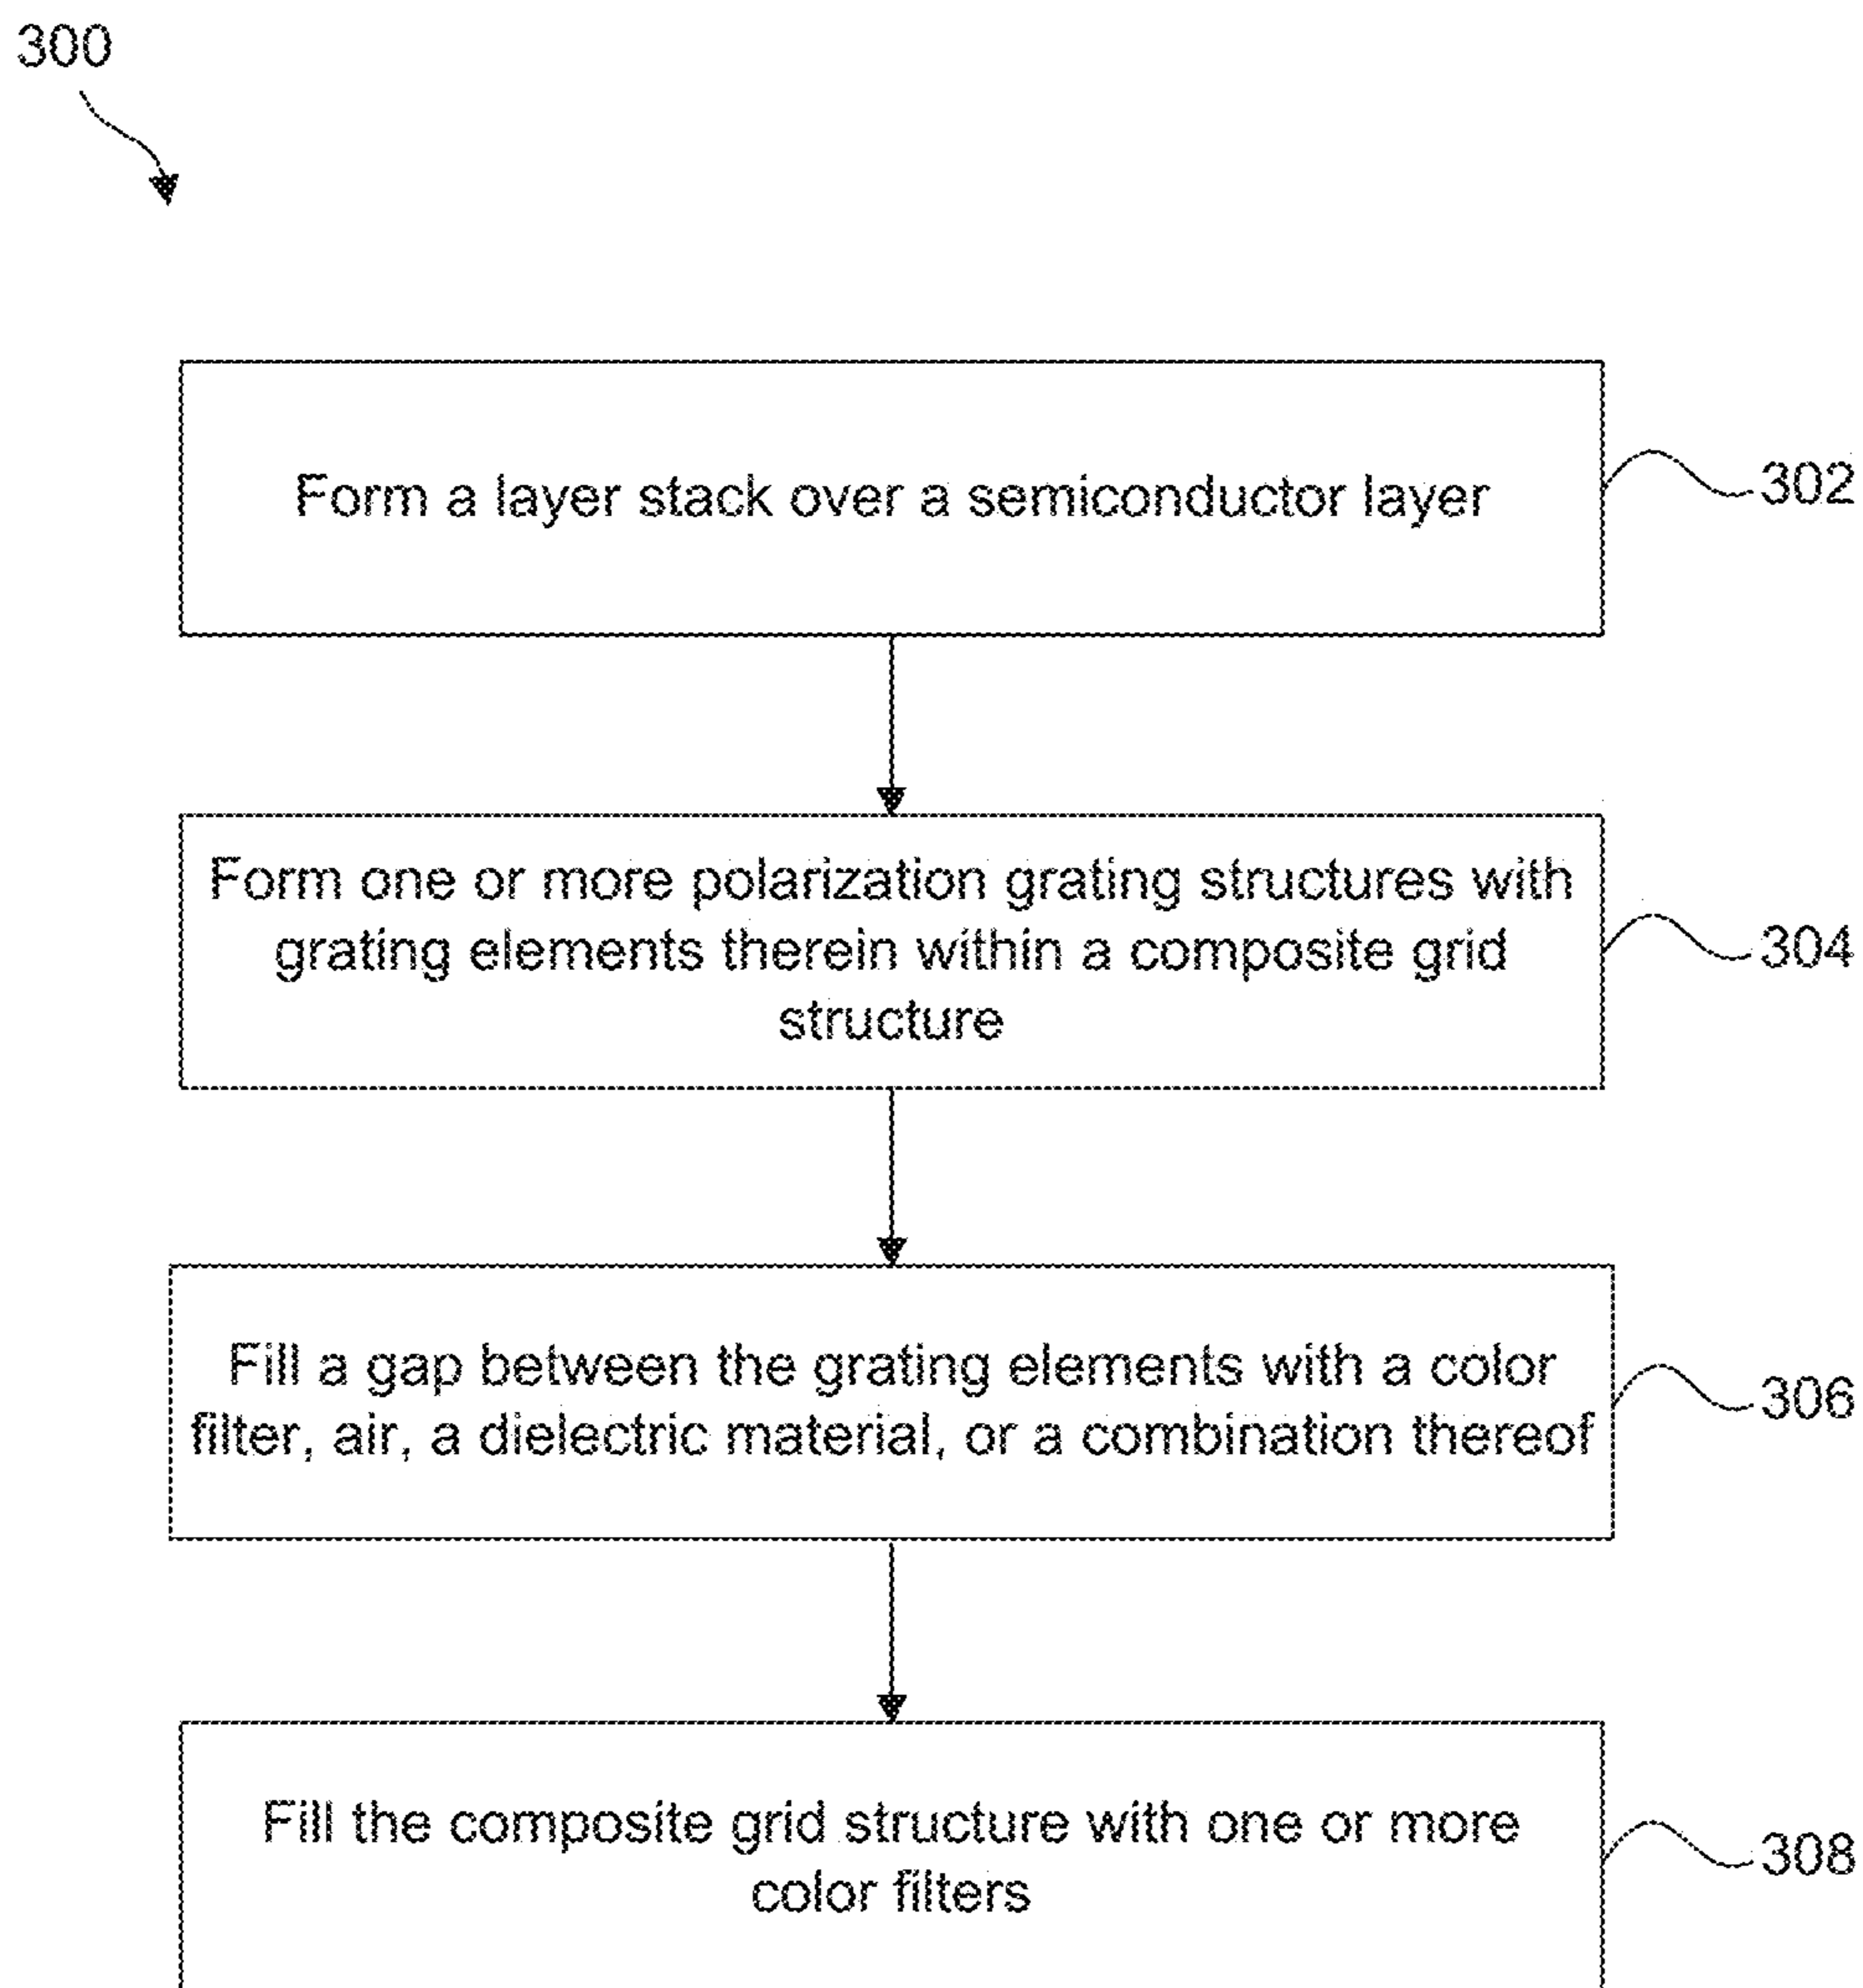 300
Form a layer stack over a semiconductor layer
302
Form one or more polarization grating structures with
grating elements therein within a composite grid
structure
304
Fill a gap between the grating elements with a color
filter, air, a dielectric material, or a combination thereof
306
Fill the composite grid structure with one or more
color filters
308